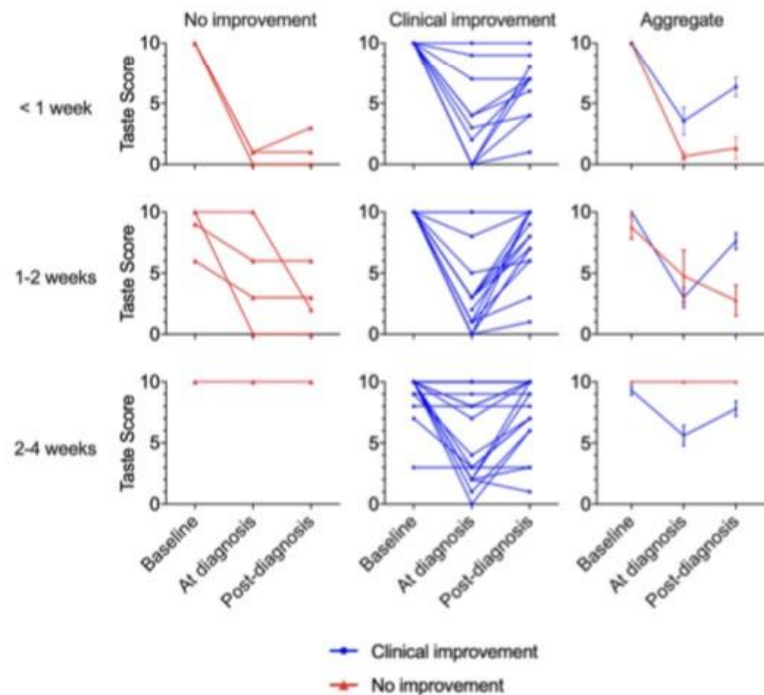 No improvement Clinical improvement Aggregate
< 1 week
Taste Score
10
5
0
10
5
0
10
5
0
1-2 weeks
Taste Score
10
5
0
10
5
0
10
5
0
2-4 weeks
Taste Score
10
5
0
10
5
0
10
5
0
Baseline
At diagnosis
Post-diagnosis
Baseline
At diagnosis
Post-diagnosis
Baseline
At diagnosis
Post-diagnosis
Clinical improvement
No improvement